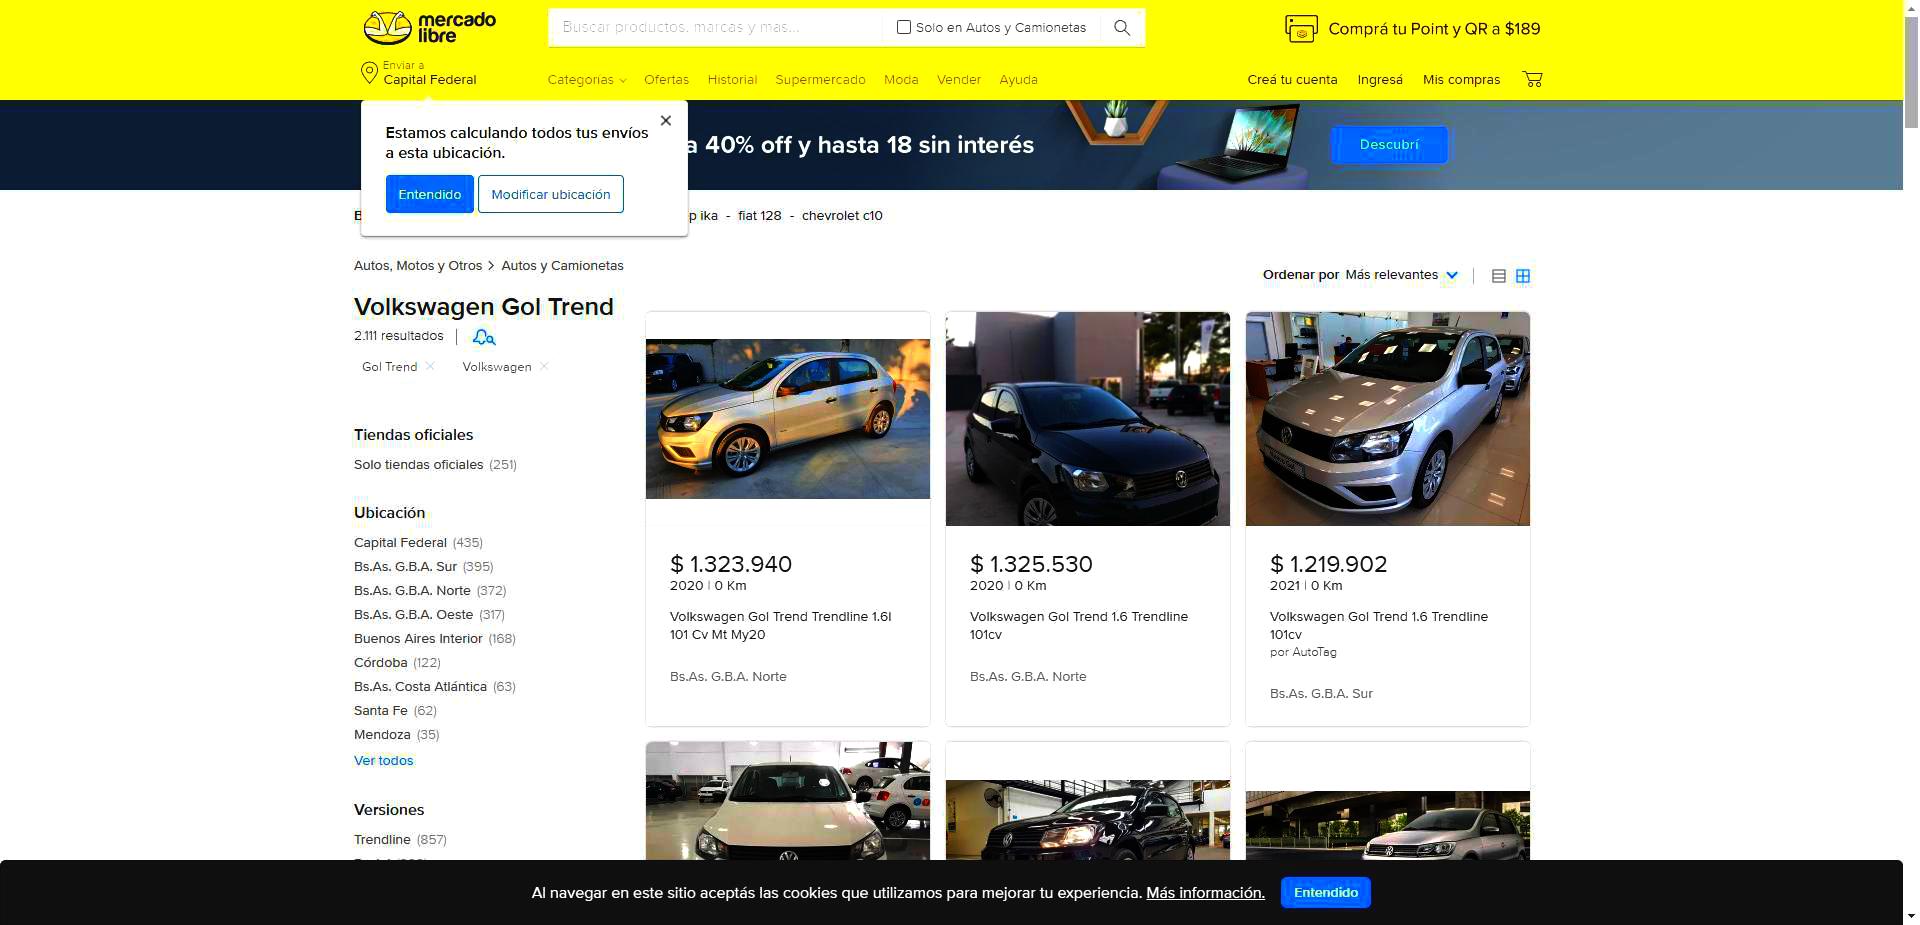 mercado
libre
Buscar productos, marcas y más...
Solo en Autos y Camionetas
Comprá tu Point y QR a $189
Enviar a
Capital Federal
Categorías
Ofertas
Historial
Supermercado
Moda
Vender
Ayuda
Creá tu cuenta
Ingresá
Mis compras
Estamos calculando todos tus envíos
a esta ubicación.
Entendido
Modificar ubicación
a 40% off y hasta 18 sin interés
Descubrí
p ika - fiat 128 - chevrolet c10
Autos, Motos y Otros > Autos y Camionetas
Ordenar por Más relevantes
Volkswagen Gol Trend
2.111 resultados
Gol Trend
Volkswagen
Tiendas oficiales
Solo tiendas oficiales (251)
Ubicación
Capital Federal (435)
Bs.As. G.B.A. Sur (395)
Bs.As. G.B.A. Norte (372)
Bs.As. G.B.A. Oeste (317)
Buenos Aires Interior (168)
Córdoba (122)
Bs.As. Costa Atlántica (63)
Santa Fe (62)
Mendoza (35)
Ver todos
Versiones
Trendline (857)
$ 1.323.940
2020 | 0 Km
Volkswagen Gol Trend Trendline 1.6l
101 Cv Mt My20
Bs.As. G.B.A. Norte
$ 1.325.530
2020 | 0 Km
Volkswagen Gol Trend 1.6 Trendline
101cv
Bs.As. G.B.A. Norte
$ 1.219.902
2021 | 0 Km
Volkswagen Gol Trend 1.6 Trendline
101cv
por AutoTag
Bs.As. G.B.A. Sur
Al navegar en este sitio aceptás las cookies que utilizamos para mejorar tu experiencia. Más información.
Entendido